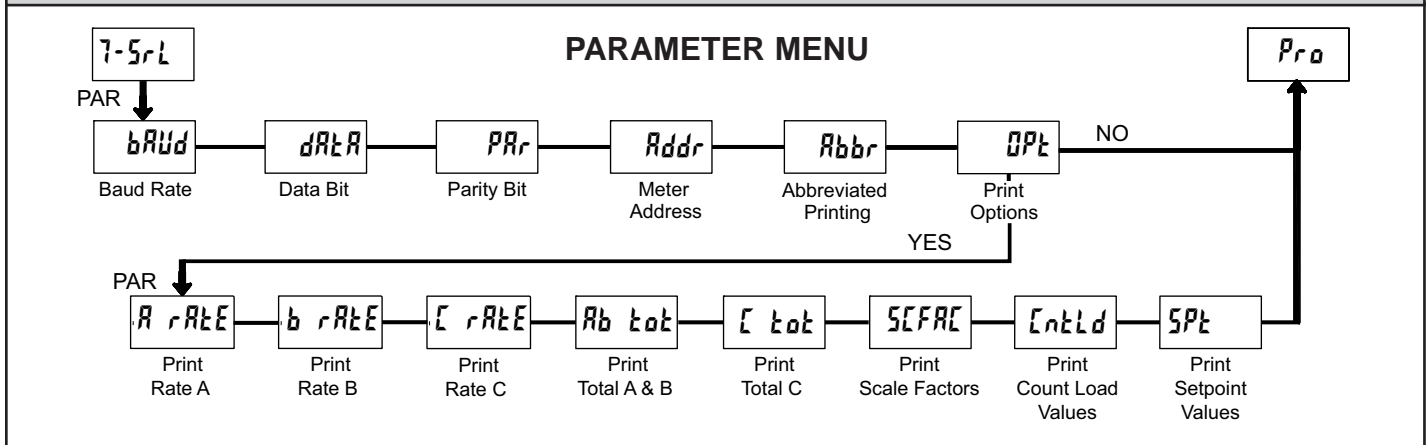 PARAMETER MENU
7-SrL
Pro
PAR
bAUd
dAtA
PAr
Addr
Abbr
OPt
NO
Baud Rate
Data Bit
Parity Bit
Meter
Address
Abbreviated
Printing
Print
Options
YES
PAR
A rAtE
b rAtE
C rAtE
Ab tot
C tot
SCFAC
CntLd
SPt
Print
Rate A
Print
Rate B
Print
Rate C
Print
Total A & B
Print
Total C
Print
Scale Factors
Print
Count Load
Values
Print
Setpoint
Values